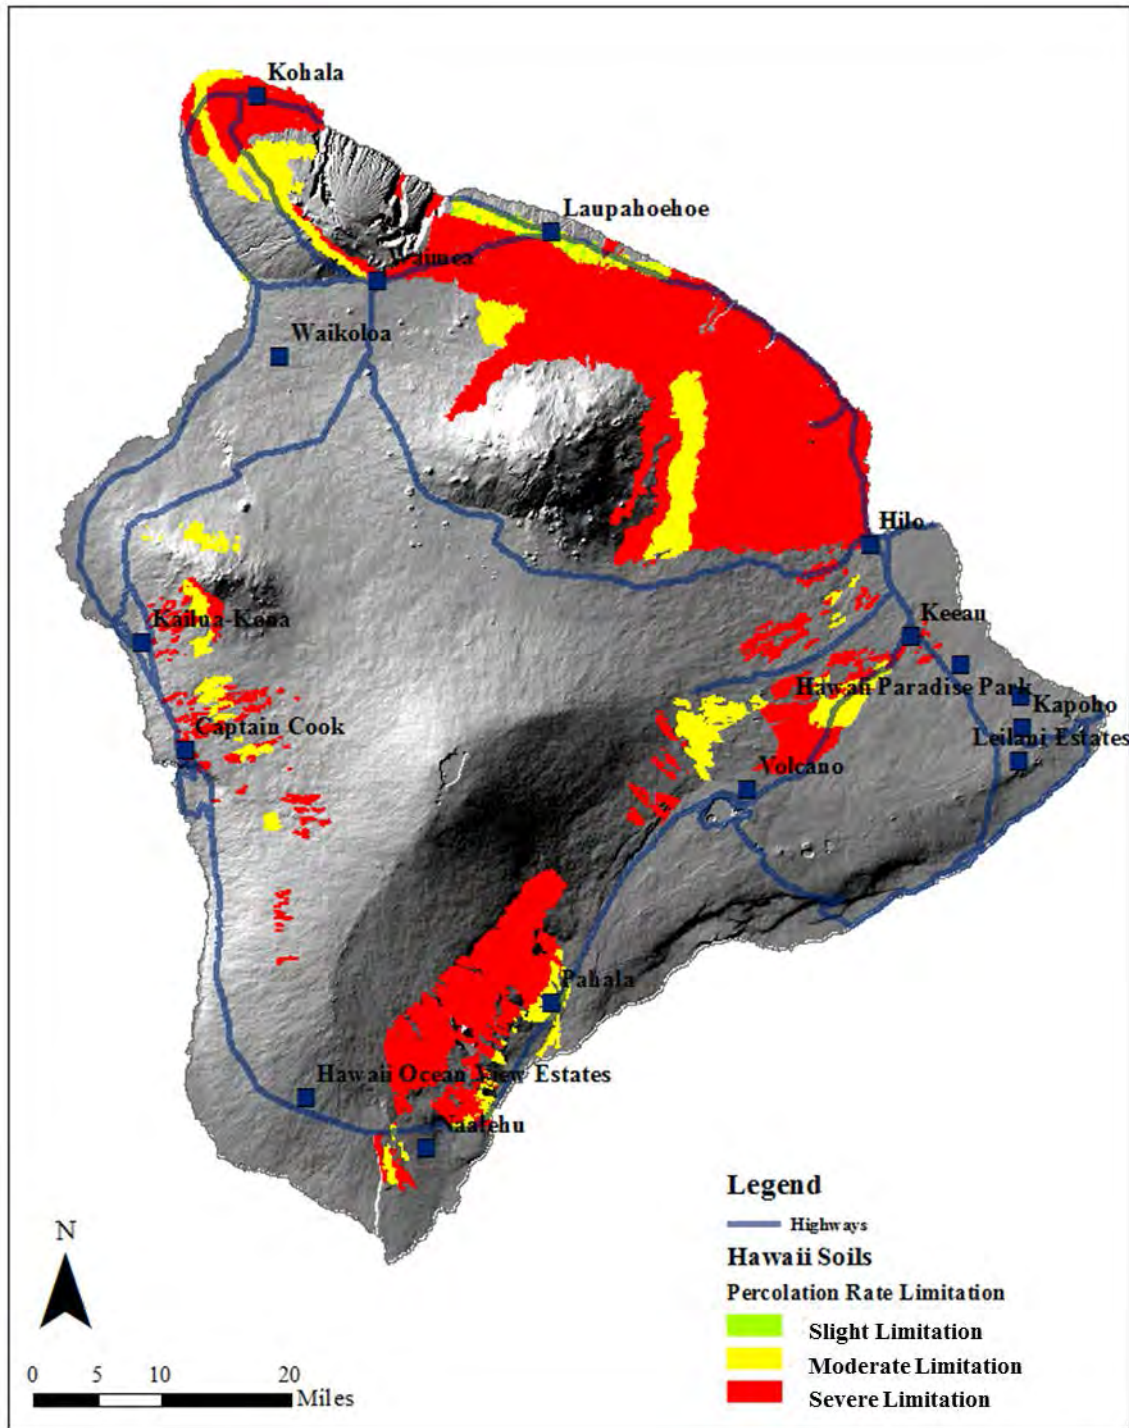 Kohala
Laupahoehoe
Waimea
Waikoloa
Hilo
Keeau
Kailua-Kona
Hawaii Paradise Park
Kapoho
Captain Cook
Leilani Estates
Volcano
Pahala
Hawaii Ocean View Estates
Naalehu
Legend
Highways
Hawaii Soils
Percolation Rate Limitation
Slight Limitation
Moderate Limitation
Severe Limitation
N
0 5 10 20
Miles